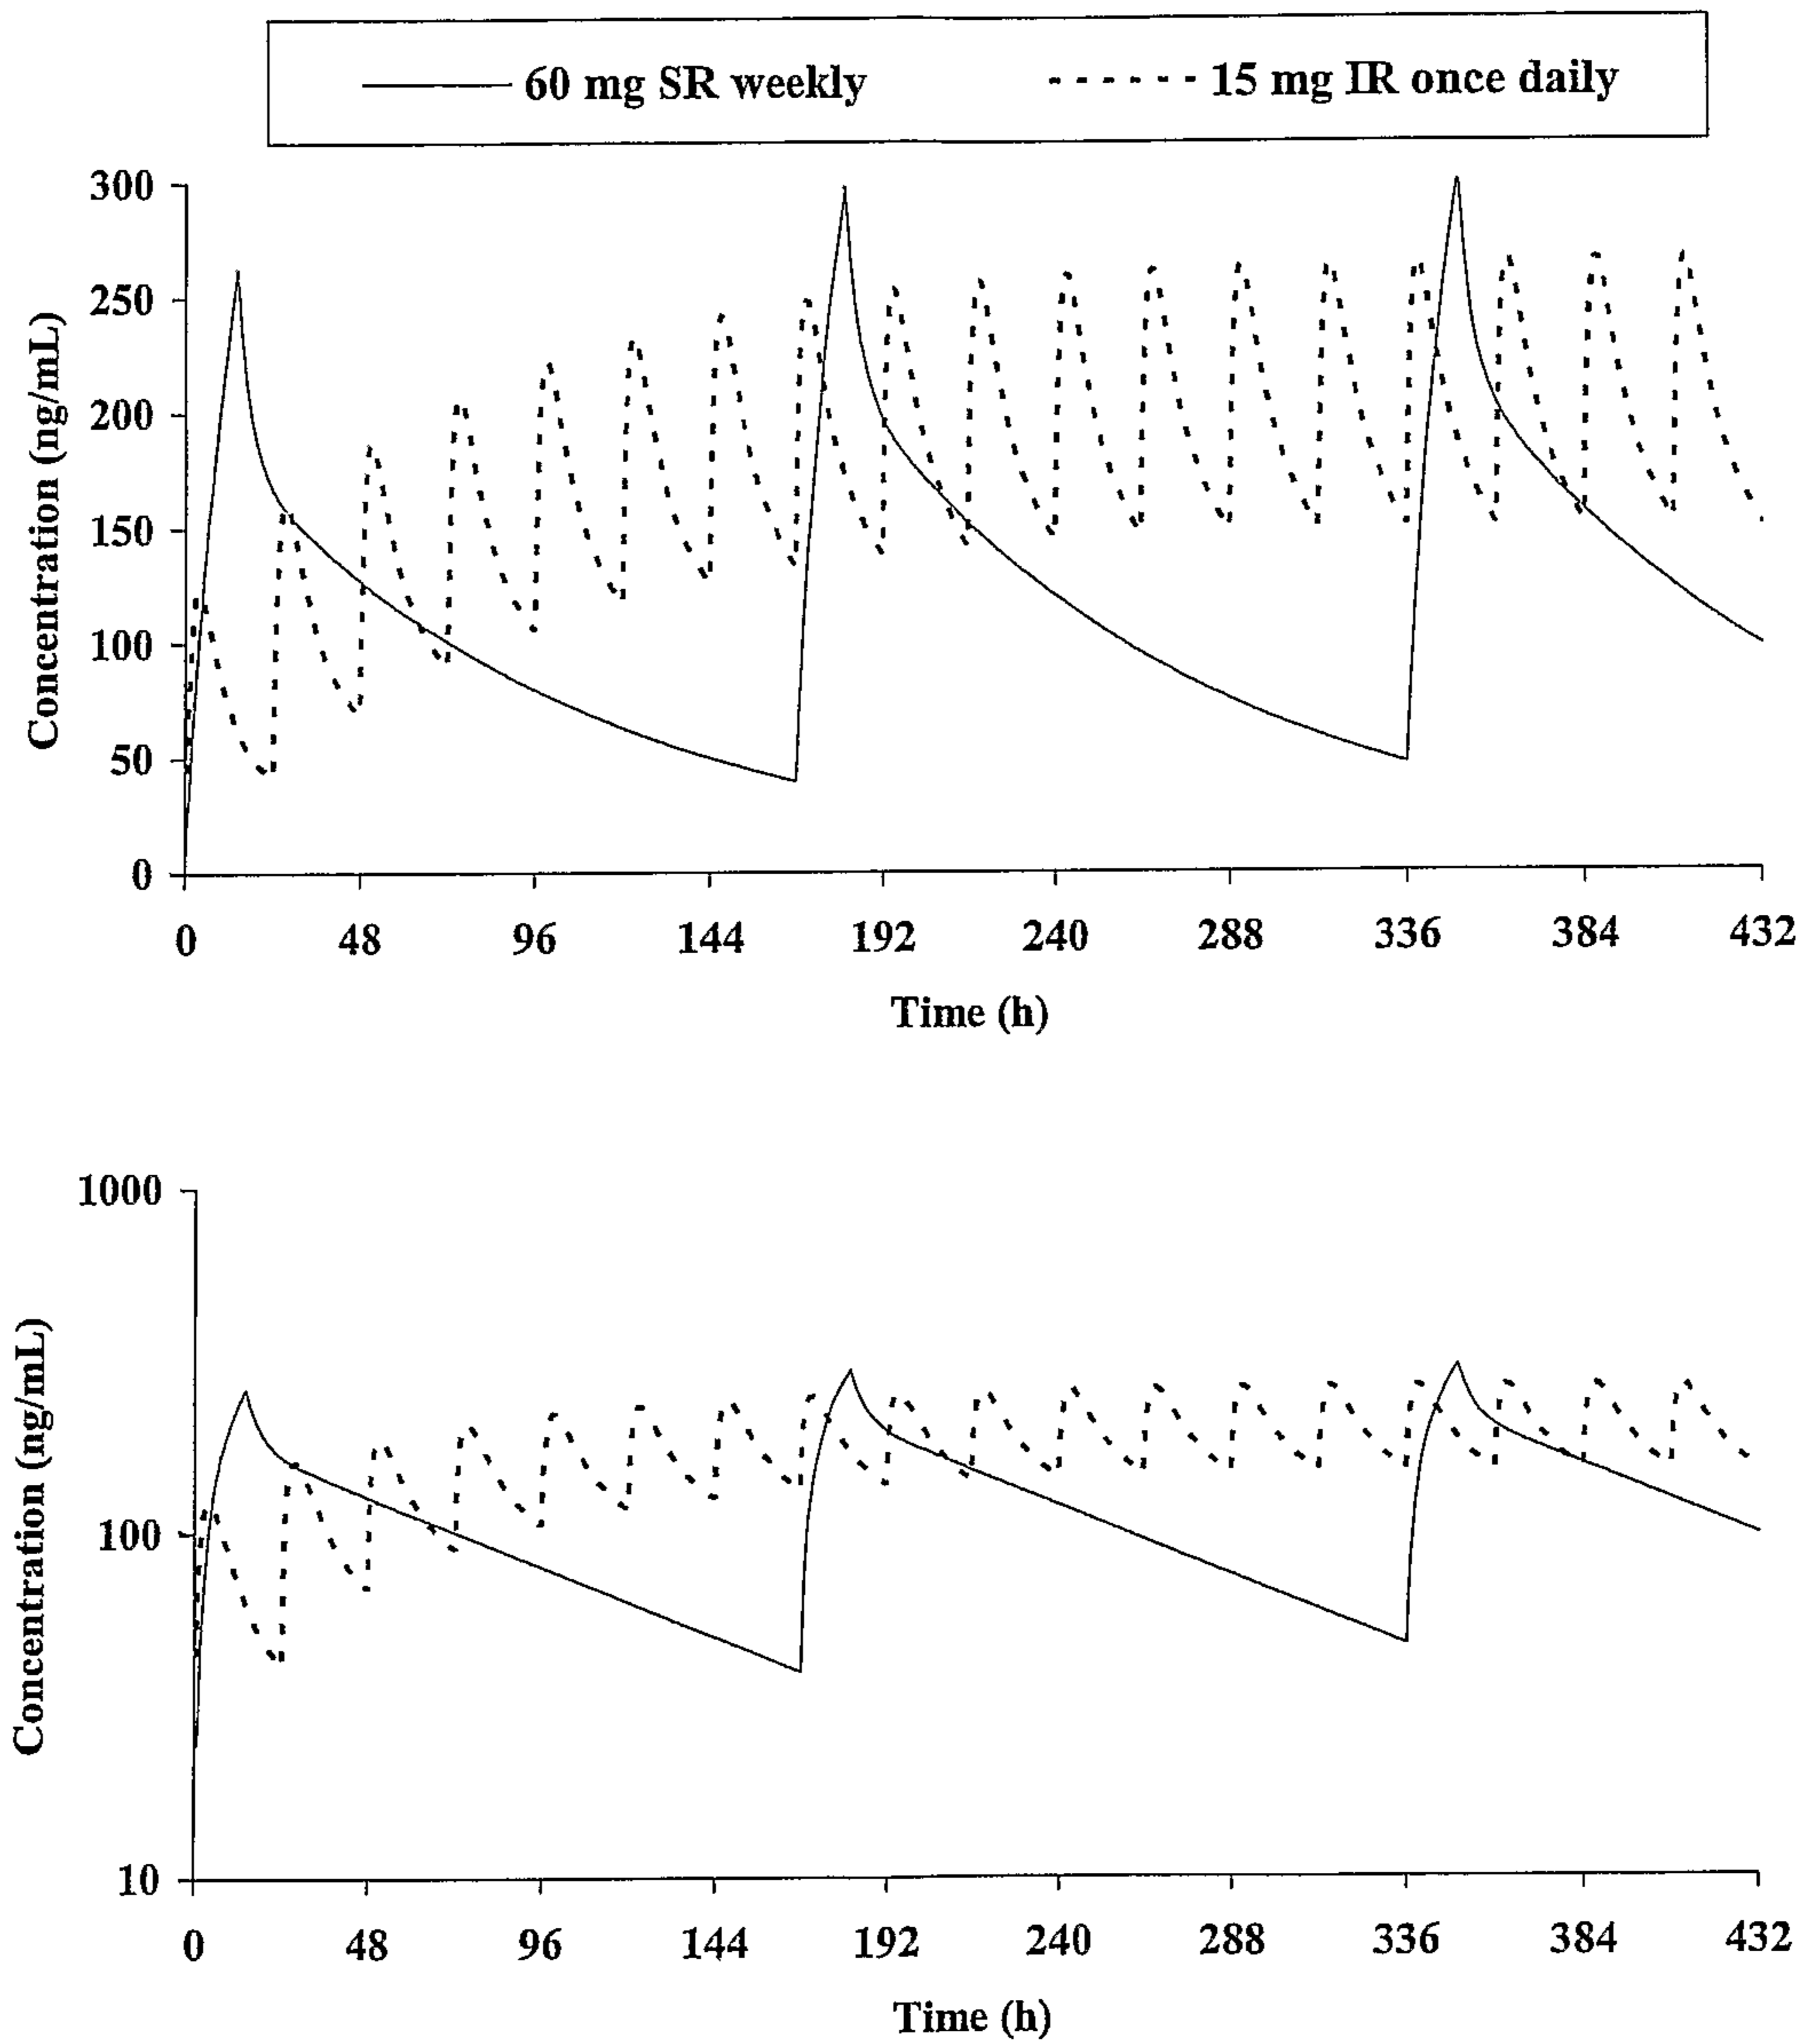 60 mg SR weekly 15 mg IR once daily
300
250
200
150
100
50
0
Concentration (ng/mL)
0 48 96 144 192 240 288 336 384 432
Time (h)
1000
100
10
Concentration (ng/mL)
0 48 96 144 192 240 288 336 384 432
Time (h)